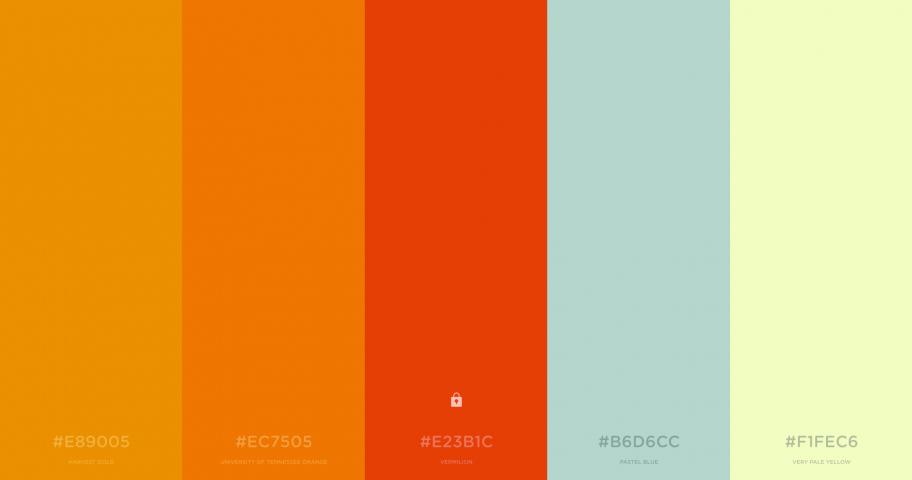 #E89005
HARVEST GOLD
#EC7505
UNIVERSITY OF TENNESSEE ORANGE
#E23B1C
VERMILION
#B6D6CC
PASTEL BLUE
#F1FEC6
VERY PALE YELLOW